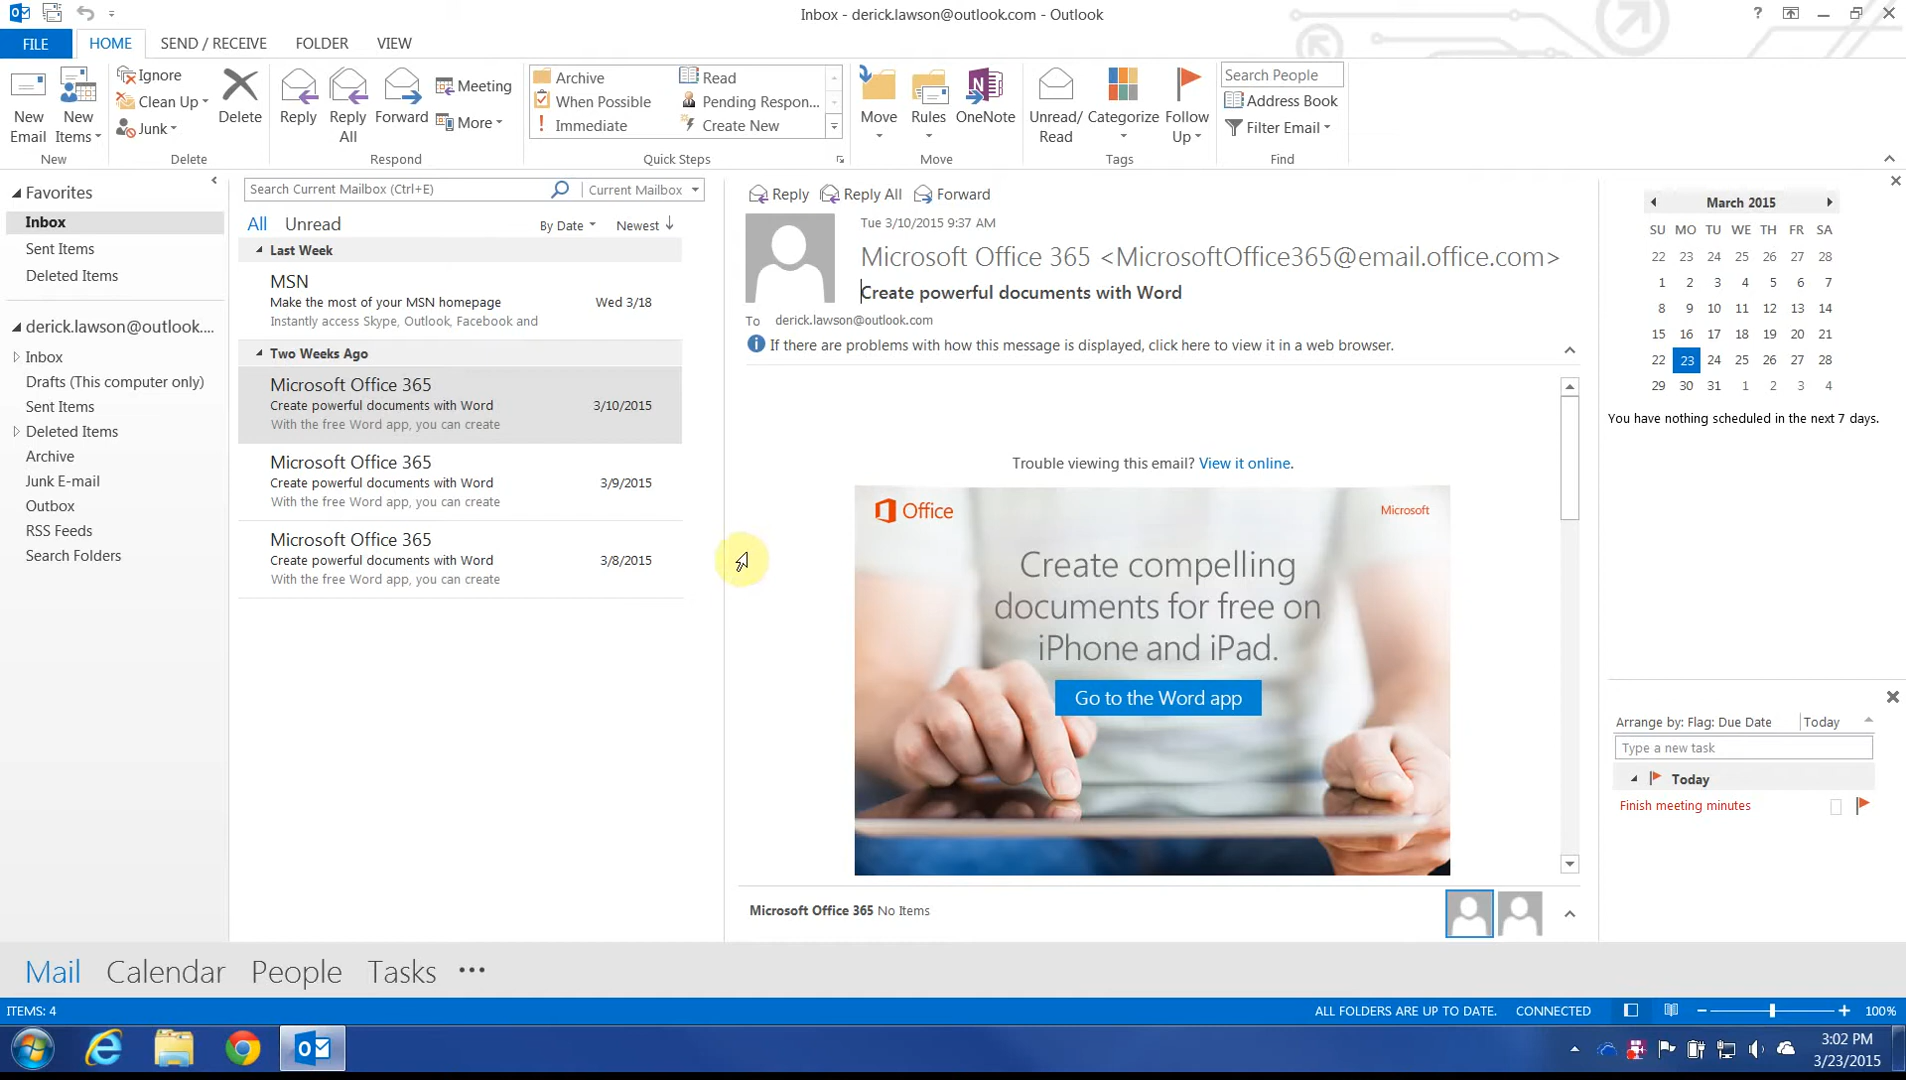 Inbox - derick.lawson@outlook.com - Outlook
?
FILE HOME SEND / RECEIVE FOLDER VIEW
New Email
New Items
New
Ignore
Clean Up
Junk
Delete
Delete
Reply
Reply All
Forward
Meeting
More
Respond
Archive
When Possible
Immediate
Read
Pending Respon...
Create New
Quick Steps
Move
Rules
OneNote
Move
Unread/ Read
Categorize
Follow Up
Tags
Search People
Address Book
Filter Email
Find
Favorites
Inbox
Sent Items
Deleted Items
derick.lawson@outlook....
Inbox
Drafts (This computer only)
Sent Items
Deleted Items
Archive
Junk E-mail
Outbox
RSS Feeds
Search Folders
Search Current Mailbox (Ctrl+E) Current Mailbox
All Unread By Date Newest
Last Week
MSN
Make the most of your MSN homepage Wed 3/18
Instantly access Skype, Outlook, Facebook and
Two Weeks Ago
Microsoft Office 365
Create powerful documents with Word 3/10/2015
With the free Word app, you can create
Microsoft Office 365
Create powerful documents with Word 3/9/2015
With the free Word app, you can create
Microsoft Office 365
Create powerful documents with Word 3/8/2015
With the free Word app, you can create
Reply Reply All Forward
Tue 3/10/2015 9:37 AM
Microsoft Office 365 <MicrosoftOffice365@email.office.com>
Create powerful documents with Word
To derick.lawson@outlook.com
If there are problems with how this message is displayed, click here to view it in a web browser.
Trouble viewing this email? View it online.
Office Microsoft
Create compelling
documents for free on
iPhone and iPad.
Go to the Word app
Microsoft Office 365 No Items
March 2015
SU MO TU WE TH FR SA
22 23 24 25 26 27 28
1 2 3 4 5 6 7
8 9 10 11 12 13 14
15 16 17 18 19 20 21
22 23 24 25 26 27 28
29 30 31 1 2 3 4
You have nothing scheduled in the next 7 days.
Arrange by: Flag: Due Date Today
Type a new task
Today
Finish meeting minutes
Mail Calendar People Tasks ...
ITEMS: 4 ALL FOLDERS ARE UP TO DATE. CONNECTED 100%
3:02 PM
3/23/2015